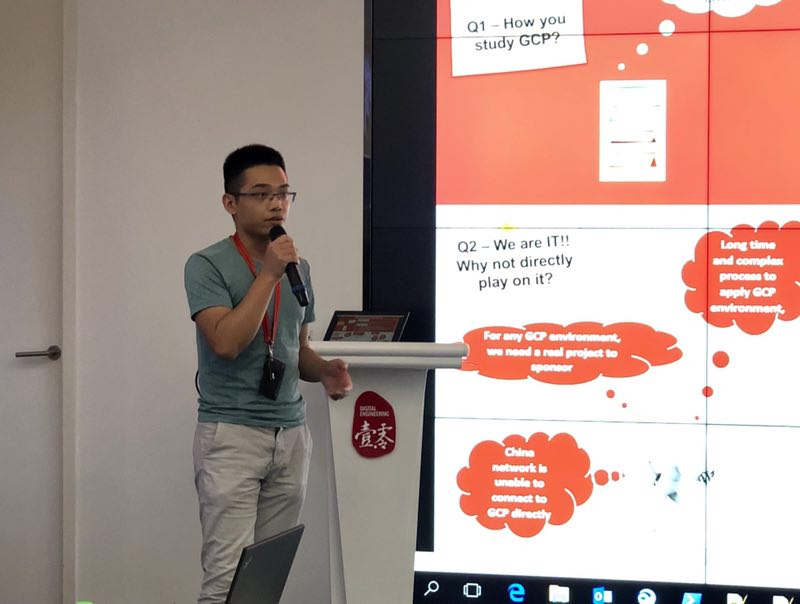 Q1 – How you
study GCP?
Q2 – We are IT!!
Why not directly
play on it?
Long time
and complex
process to
apply GCP
environment,
For any GCP environment,
we need a real project to
sponsor
China
network is
unable to
connect to
GCP directly
DIGITAL
ENGINEERING
壹零